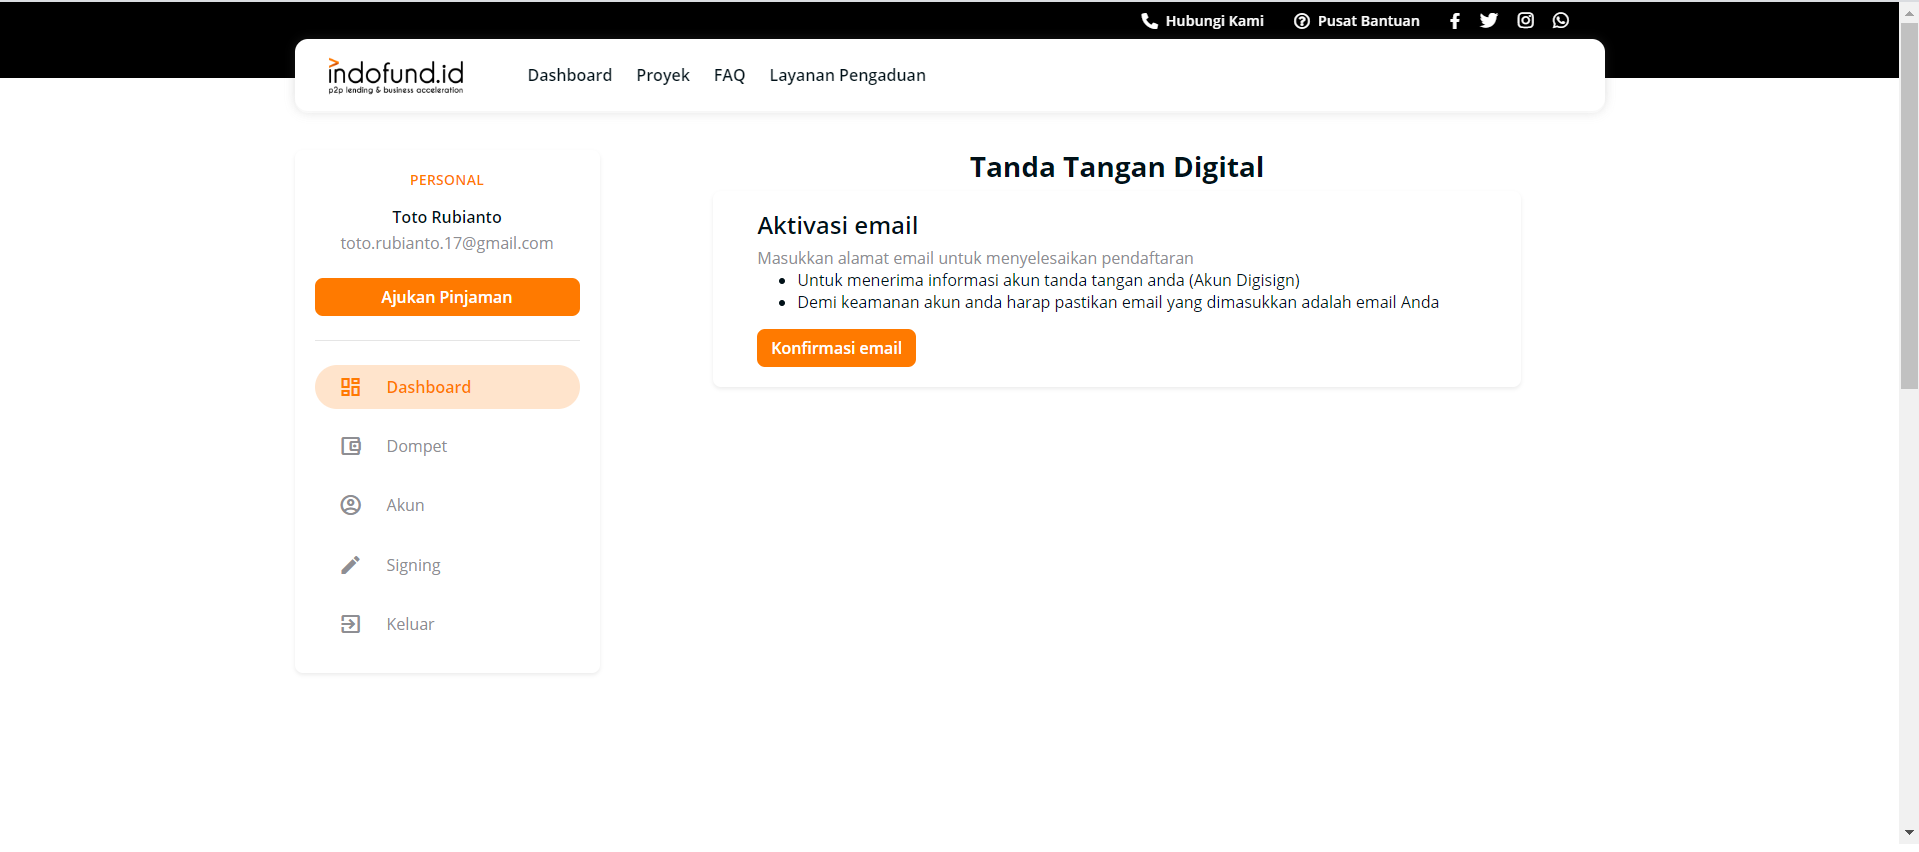 Hubungi Kami Pusat Bantuan
indofund.id
p2p lending & business acceleration
Dashboard Proyek FAQ Layanan Pengaduan
PERSONAL
Toto Rubianto
toto.rubianto.17@gmail.com
Ajukan Pinjaman
Dashboard
Dompet
Akun
Signing
Keluar
Tanda Tangan Digital
Aktivasi email
Masukkan alamat email untuk menyelesaikan pendaftaran
Untuk menerima informasi akun tanda tangan anda (Akun Digisign)
Demi keamanan akun anda harap pastikan email yang dimasukkan adalah email Anda
Konfirmasi email